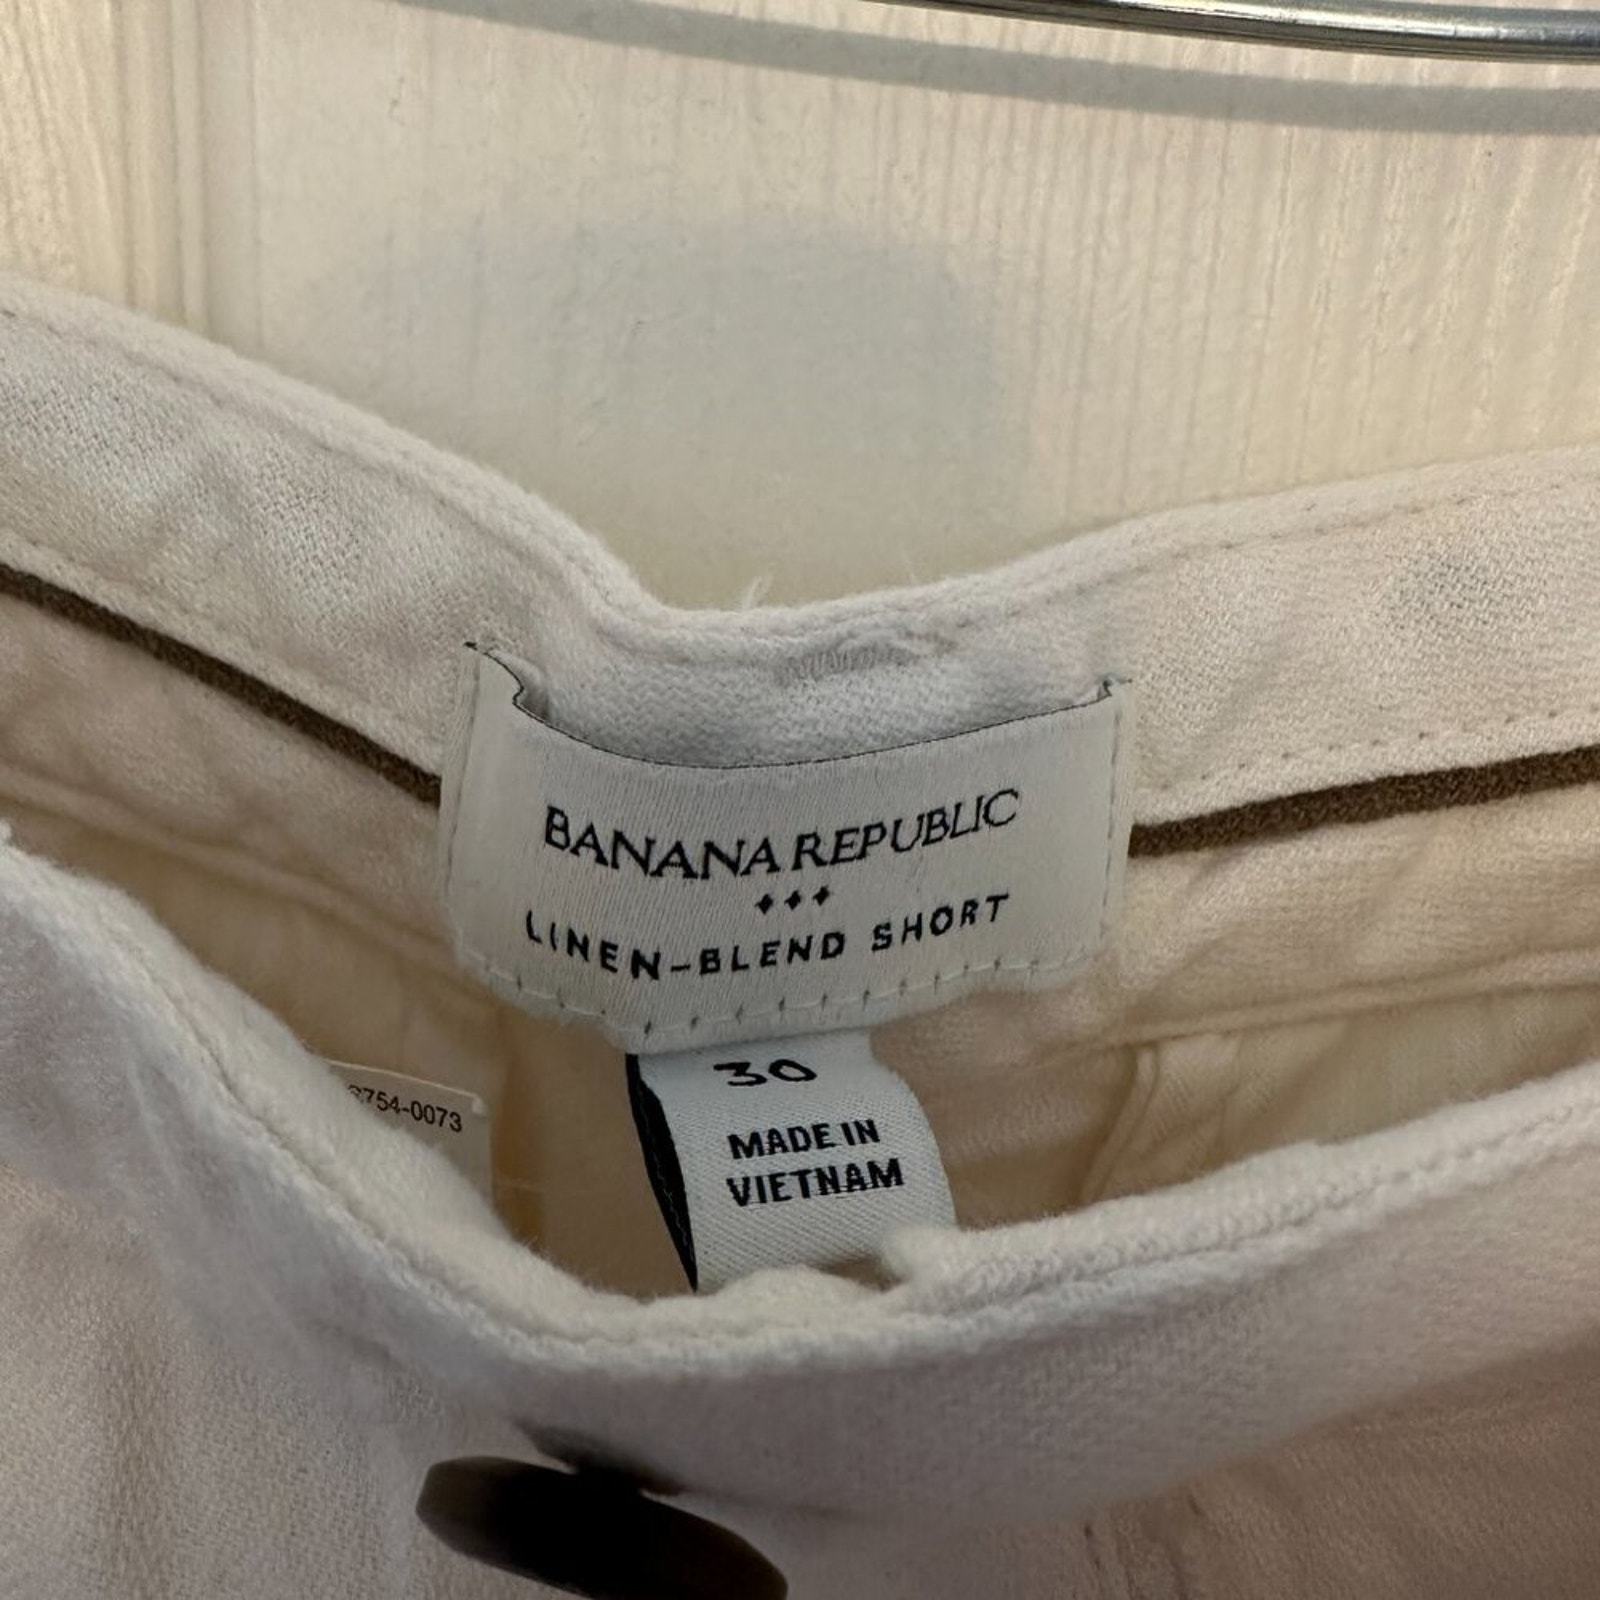 BANANA REPUBLIC
LINEN-BLEND SHORT
30
MADE IN
VIETNAM
754-0073